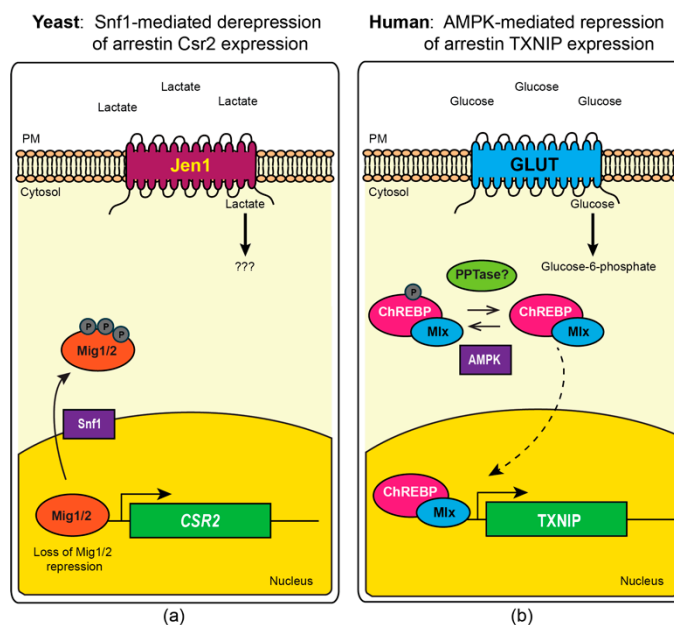 Yeast: Snf1-mediated derepression
of arrestin Csr2 expression
Lactate
Lactate
Lactate
PM
Jen1
Cytosol
Lactate
???
P
P
P
Mig1/2
Snf1
Mig1/2
CSR2
Loss of Mig1/2
repression
Nucleus
(a)
Human: AMPK-mediated repression
of arrestin TXNIP expression
Glucose
Glucose
Glucose
Glucose
PM
GLUT
Cytosol
Glucose
Glucose-6-phosphate
PPTase?
P
ChREBP
Mlx
ChREBP
Mlx
AMPK
ChREBP
Mlx
TXNIP
Nucleus
(b)